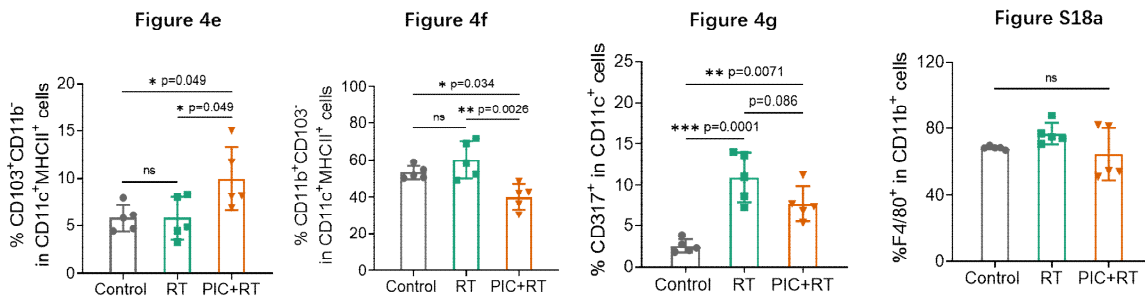 Figure 4e
% CD103⁺CD11b⁻
in CD11c⁺MHCII⁺ cells
20
15
10
5
0
* p=0.049
* p=0.049
ns
Control
RT
PIC+RT
Figure 4f
% CD11b⁺CD103⁻
in CD11c⁺MHCII⁺ cells
100
80
60
40
20
0
* p=0.034
ns
** p=0.0026
Control
RT
PIC+RT
Figure 4g
% CD317⁺ in CD11c⁺ cells
25
20
15
10
5
0
** p=0.0071
p=0.086
*** p=0.0001
Control
RT
PIC+RT
Figure S18a
%F4/80⁺ in CD11b⁺ cells
120
80
40
0
ns
Control
RT
PIC+RT